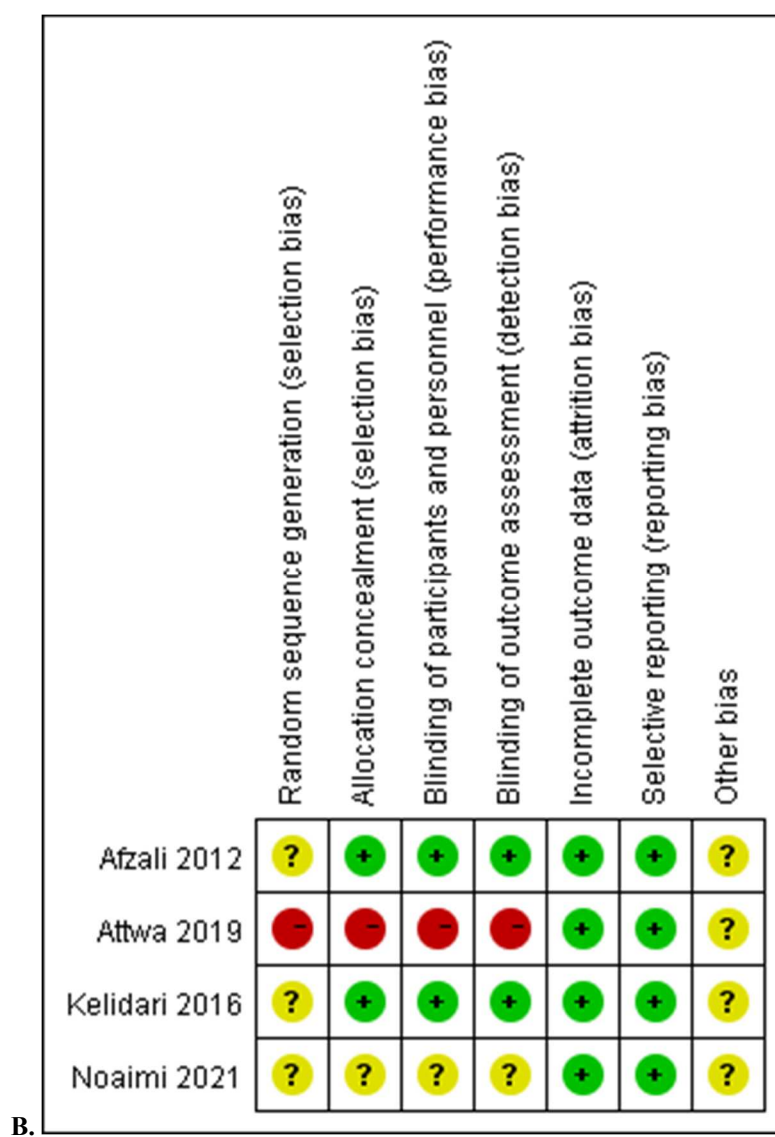 Random sequence generation (selection bias)
Allocation concealment (selection bias)
Blinding of participants and personnel (performance bias)
Blinding of outcome assessment (detection bias)
Incomplete outcome data (attrition bias)
Selective reporting (reporting bias)
Other bias
Afzali 2012 ? + + + + + ?
Attwa 2019 - - - - + + ?
Kelidari 2016 ? + + + + + ?
Noaimi 2021 ? ? ? ? + + ?
B.